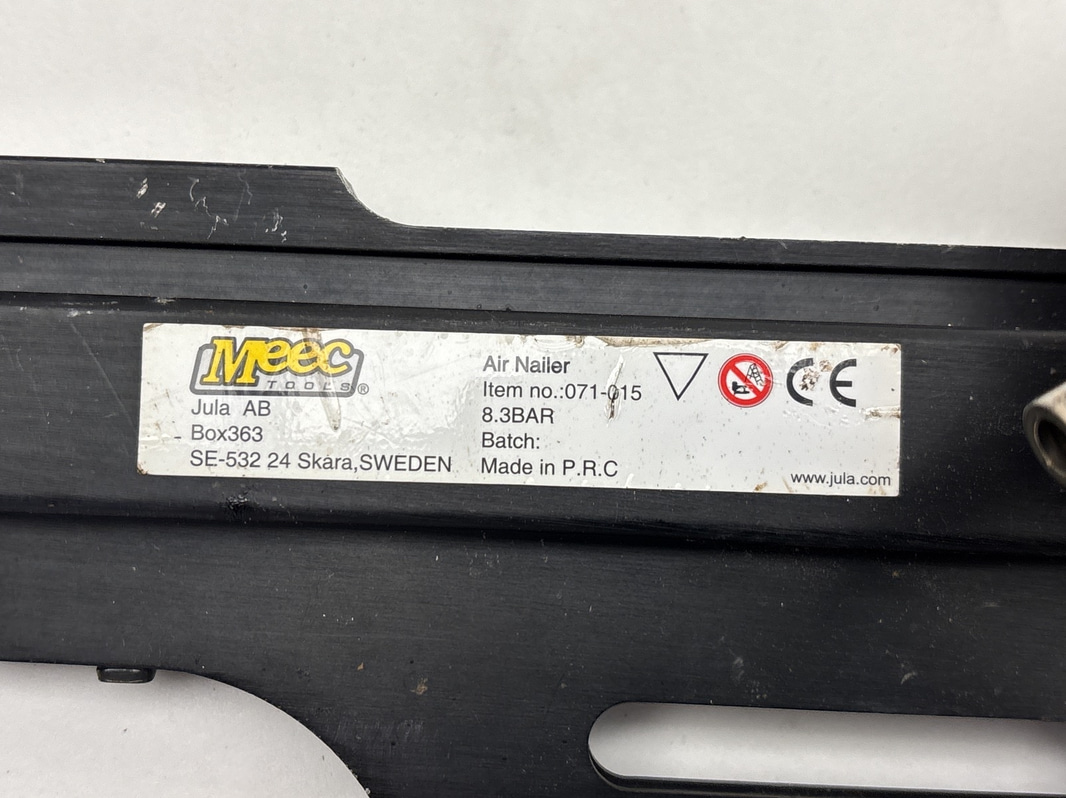 Meec
TOOLS®
Jula AB
Box363
SE-532 24 Skara,SWEDEN
Air Nailer
Item no.:071-015
8.3BAR
Batch:
Made in P.R.C
CE
www.jula.com